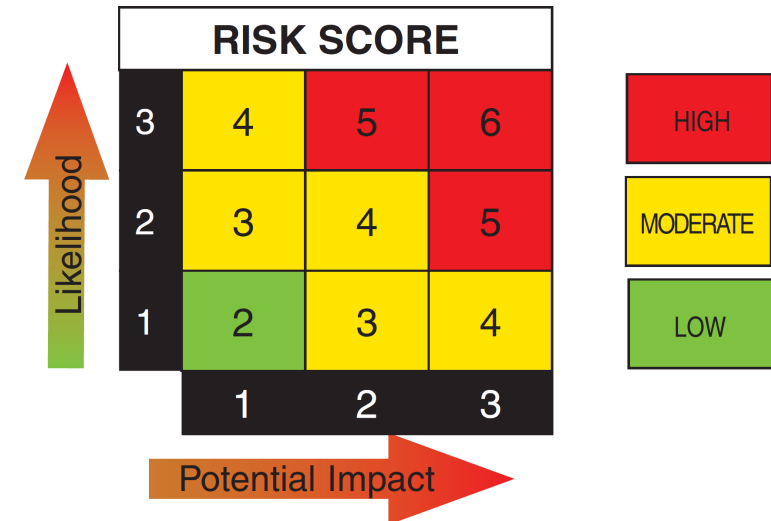 RISK SCORE
3 4 5 6
2 3 4 5
1 2 3 4
1 2 3
Likelihood
Potential Impact
HIGH
MODERATE
LOW